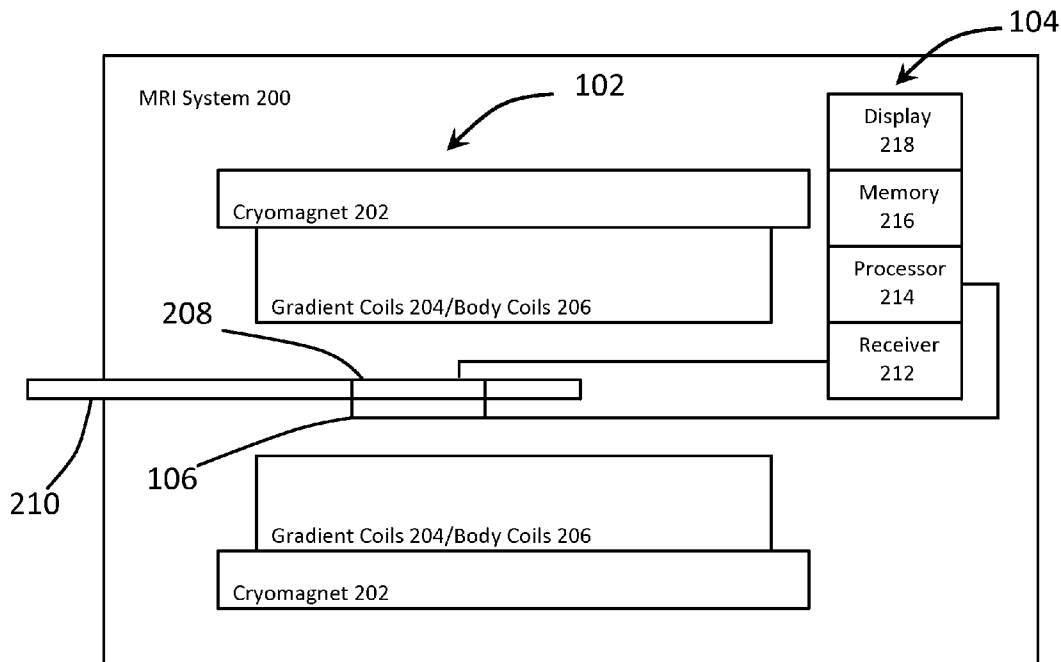 104
MRI System 200
102
Display
218
Cryomagnet 202
Memory
216
Processor
214
Gradient Coils 204/Body Coils 206
208
Receiver
212
106
210
Gradient Coils 204/Body Coils 206
Cryomagnet 202